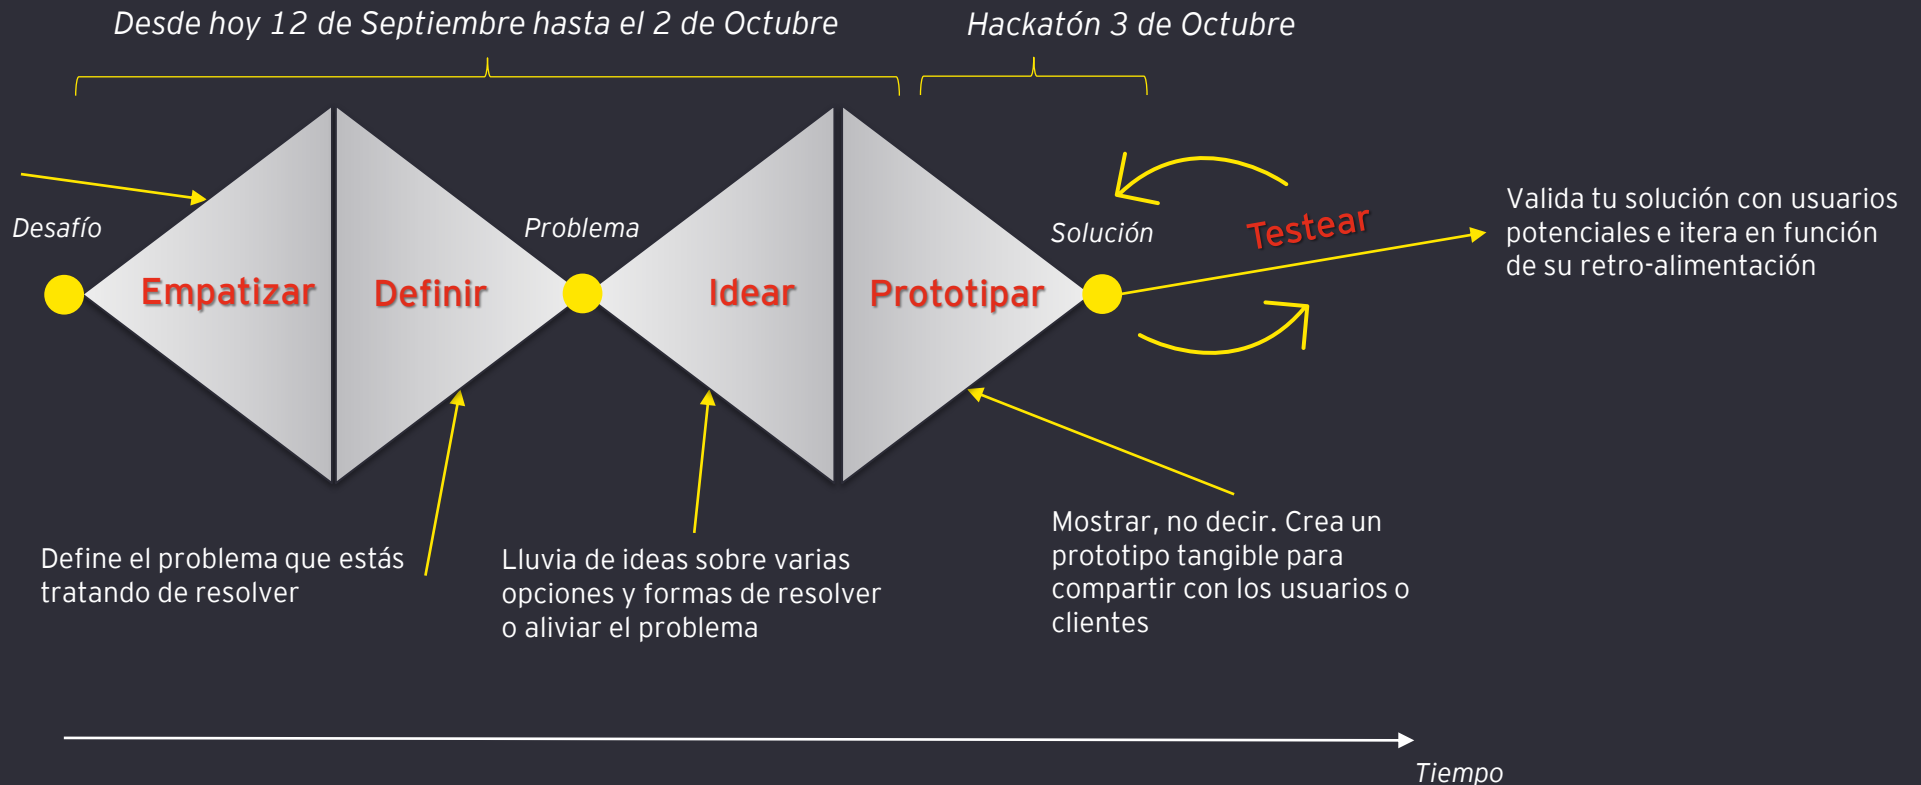 Desde hoy 12 de Septiembre hasta el 2 de Octubre
Hackatón 3 de Octubre
Desafío
Problema
Solución
Testear
Valida tu solución con usuarios
potenciales e itera en función
de su retro-alimentación
Empatizar
Definir
Idear
Prototipar
Define el problema que estás
tratando de resolver
Lluvia de ideas sobre varias
opciones y formas de resolver
o aliviar el problema
Mostrar, no decir. Crea un
prototipo tangible para
compartir con los usuarios o
clientes
Tiempo